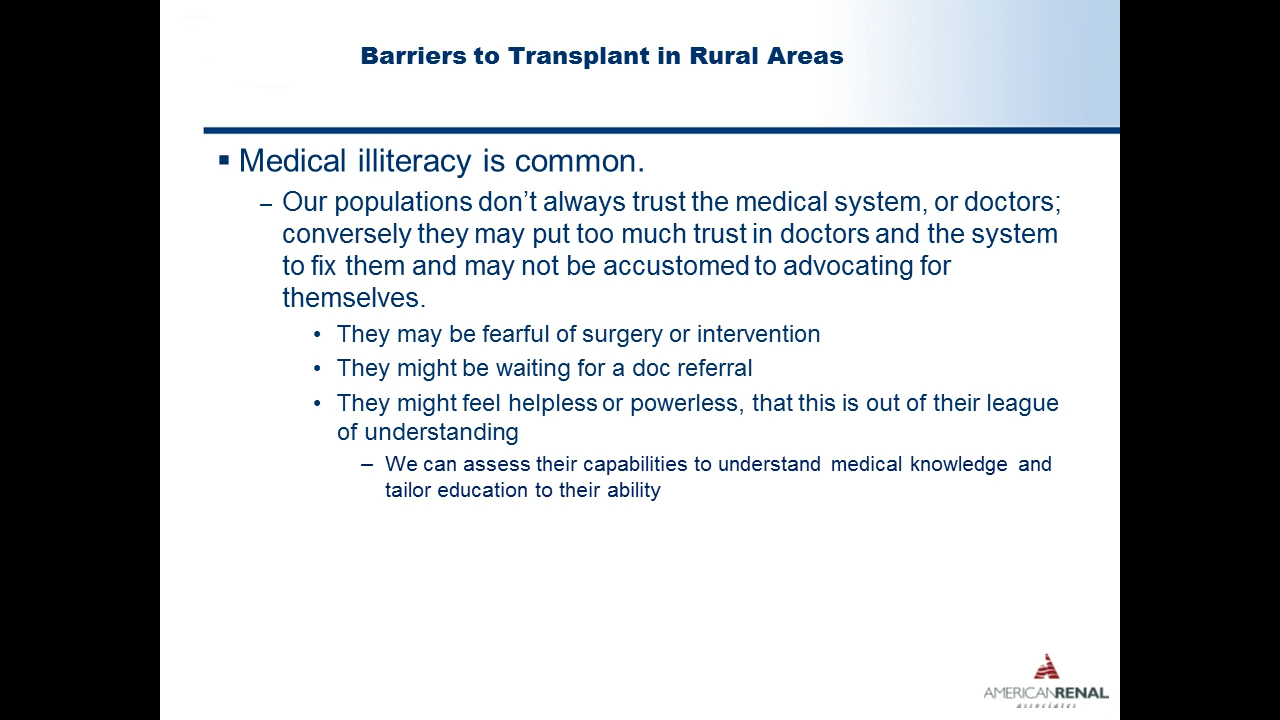 Barriers to Transplant in Rural Areas
▪ Medical illiteracy is common.
– Our populations don’t always trust the medical system, or doctors;
conversely they may put too much trust in doctors and the system
to fix them and may not be accustomed to advocating for
themselves.
• They may be fearful of surgery or intervention
• They might be waiting for a doc referral
• They might feel helpless or powerless, that this is out of their league
of understanding
– We can assess their capabilities to understand medical knowledge and
tailor education to their ability
AMERICANRENAL
associates